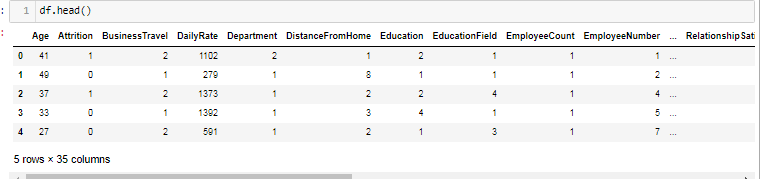 1 df.head()
Age Attrition BusinessTravel DailyRate Department DistanceFromHome Education EducationField EmployeeCount EmployeeNumber ... RelationshipSati
0 41 1 2 1102 2 1 2 1 1 1 ...
1 49 0 1 279 1 8 1 1 1 2 ...
2 37 1 2 1373 1 2 2 4 1 4 ...
3 33 0 1 1392 1 3 4 1 1 5 ...
4 27 0 2 591 1 2 1 3 1 7 ...
5 rows × 35 columns